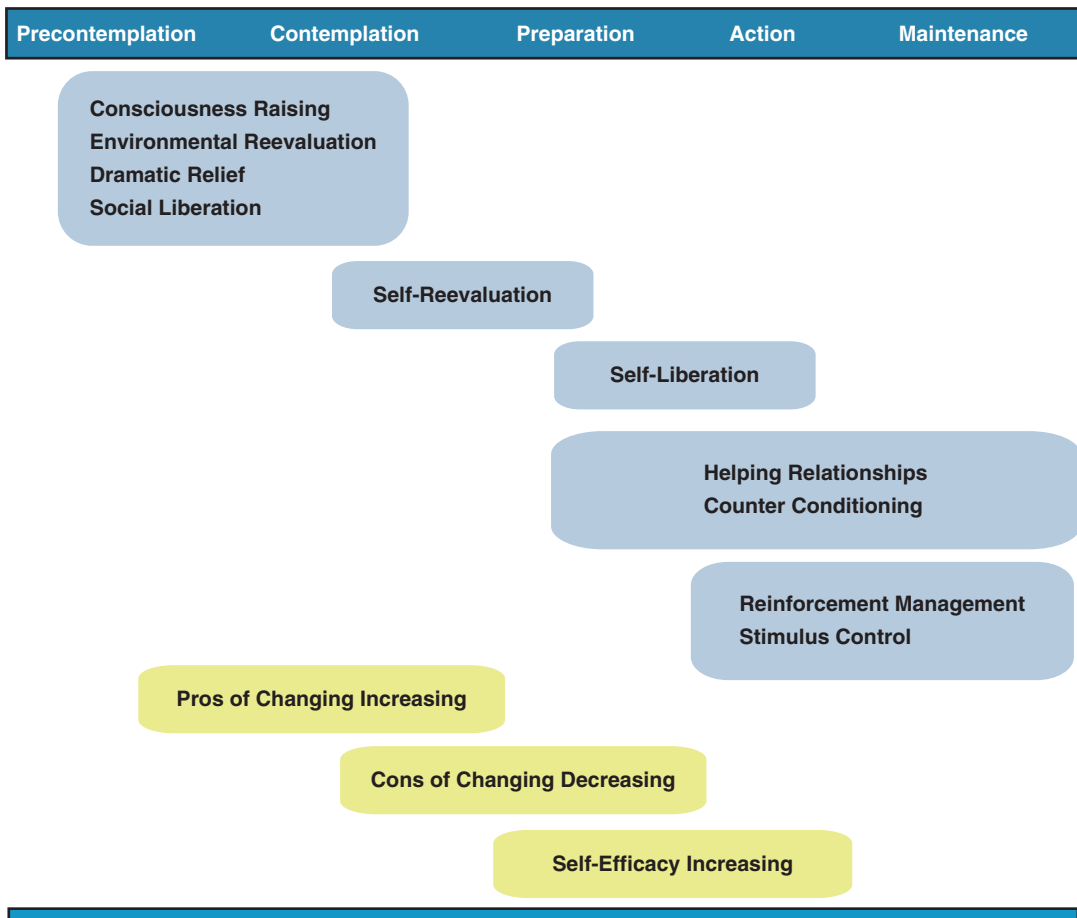 Precontemplation Contemplation Preparation Action Maintenance
Consciousness Raising
Environmental Reevaluation
Dramatic Relief
Social Liberation
Self-Reevaluation
Self-Liberation
Helping Relationships
Counter Conditioning
Reinforcement Management
Stimulus Control
Pros of Changing Increasing
Cons of Changing Decreasing
Self-Efficacy Increasing